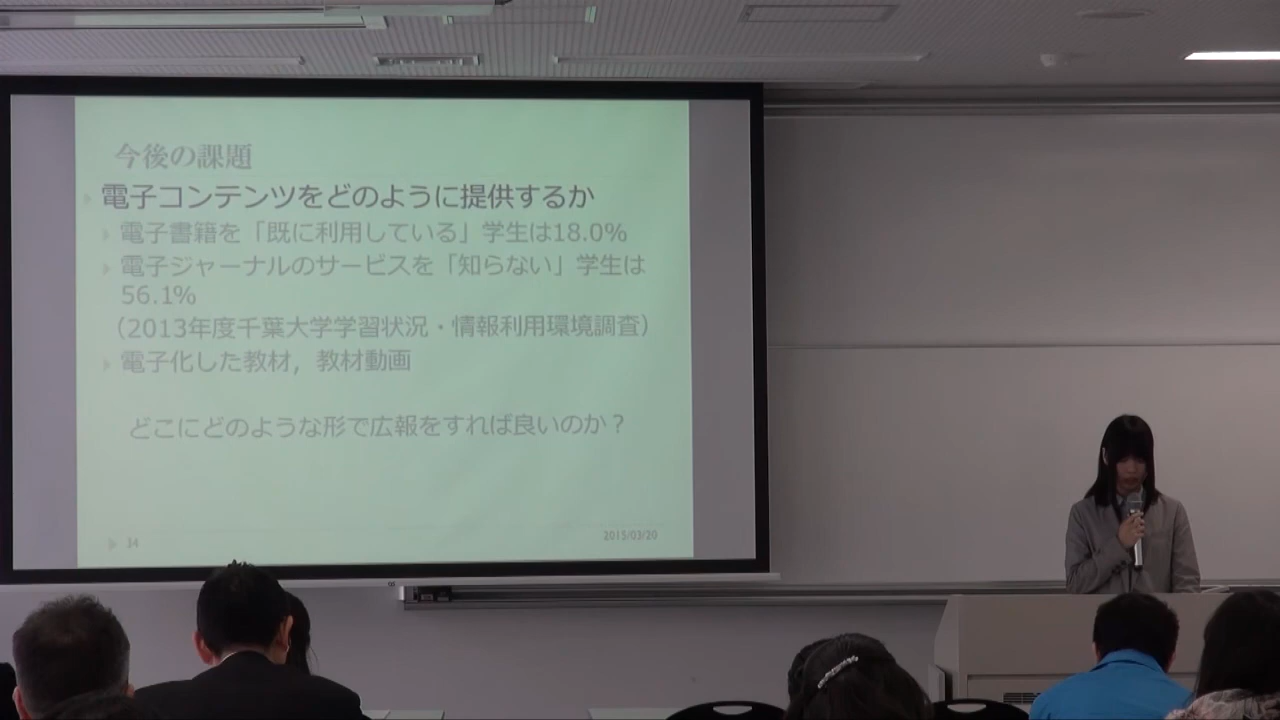 今後の課題
電子コンテンツをどのように提供するか
電子書籍を「既に利用している」学生は18.0%
電子ジャーナルのサービスを「知らない」学生は
56.1%
（2013年度千葉大学学習状況・情報利用環境調査）
電子化した教材，教材動画
どこにどのような形で広報をすれば良いのか？
34
2015/03/20